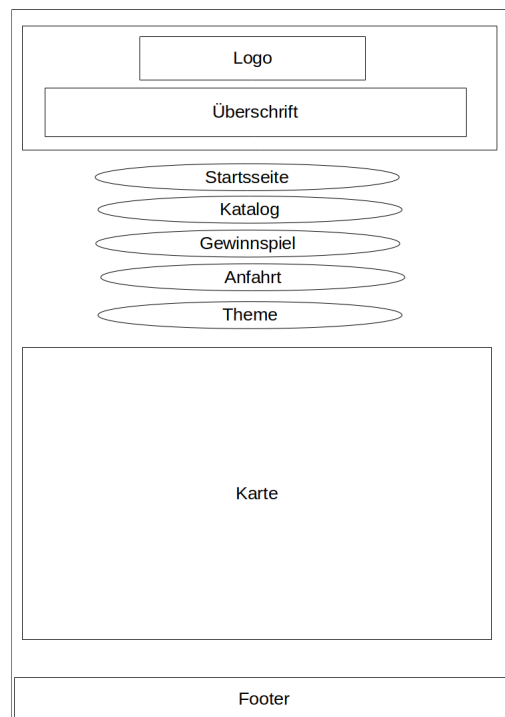 Logo
Überschrift
Startsseite
Katalog
Gewinnspiel
Anfahrt
Theme
Karte
Footer